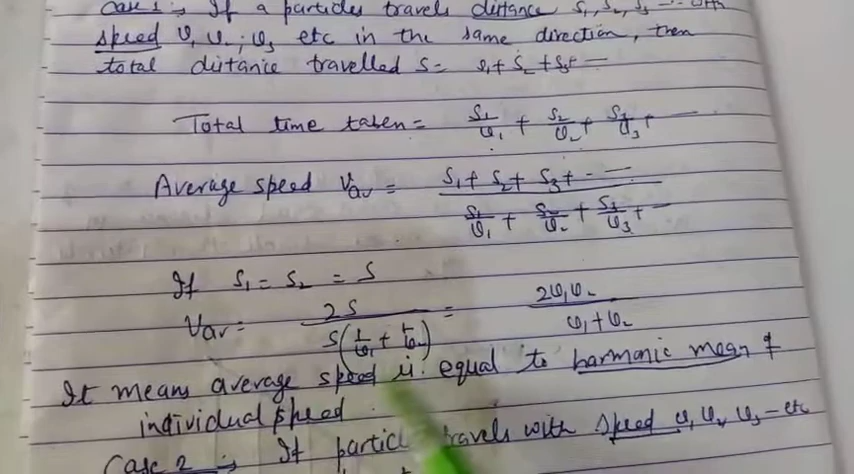 Case 1 :- If a particles travels distance S₁, S₂, S₃ --- with
speed υ₁ υ₂, υ₃ etc in the same direction, then
total distance travelled S = S₁ + S₂ + S₃ + —
Total time taken = S₁/υ₁ + S₂/υ₂ + S₃/υ₃ + —
Average speed Vav = (S₁ + S₂ + S₃ + - —)/(S₁/υ₁ + S₂/υ₂ + S₃/υ₃ + —)
If S₁ = S₂ = S
Vav = 2S/(S(1/υ₁ + 1/υ₂)) = 2υ₁υ₂/(υ₁ + υ₂)
It means average speed is equal to harmonic mean of
individual speed.
Case 2 :- If particl travels with speed υ₁ υ₂ υ₃ – etc